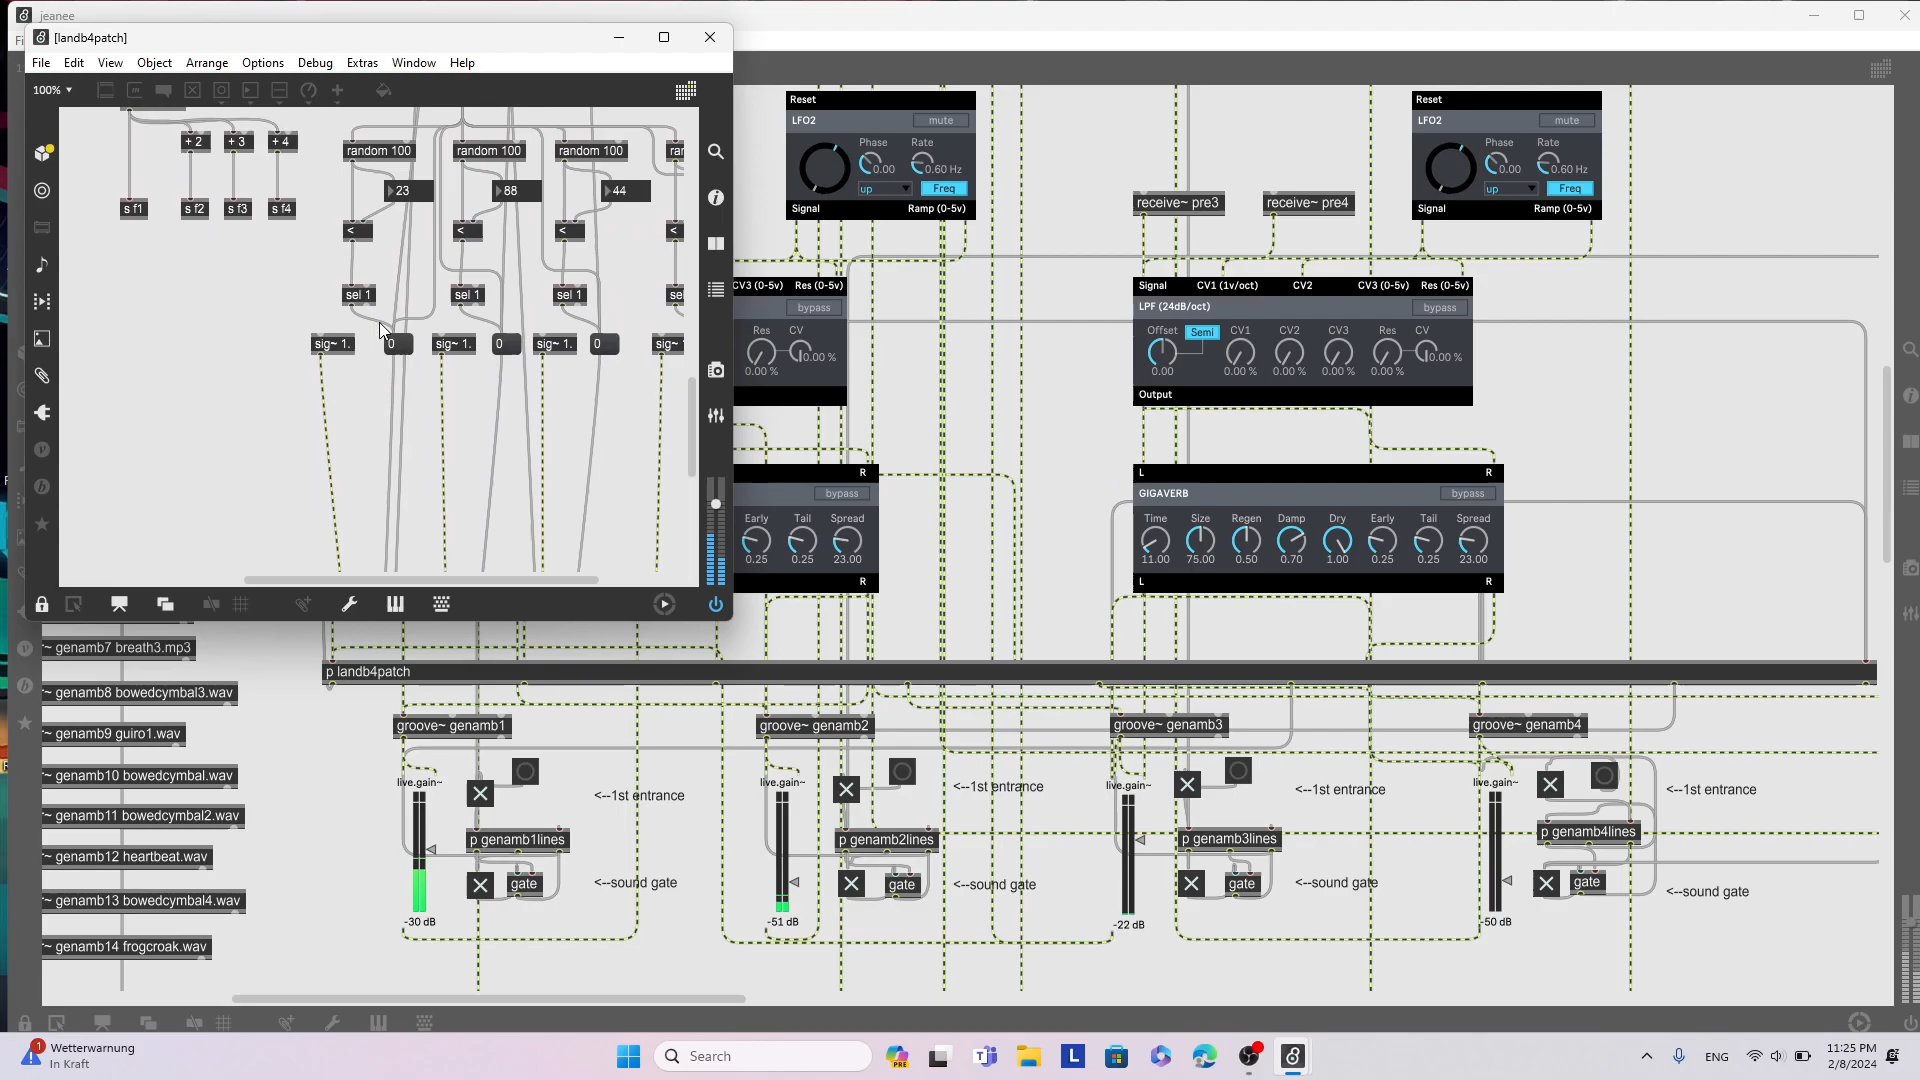 jeanee
[landb4patch]
File Edit View Object Arrange Options Debug Extras Window Help
100%
+ 2 + 3 + 4
s f1 s f2 s f3 s f4
random 100 random 100 random 100
23 88 44
< < < <
sel 1 sel 1 sel 1
sig~ 1. 0 sig~ 1. 0 sig~ 1. 0 sig~
Reset
LFO2 mute
Phase Rate
0.00 0.60 Hz
up Freq
Signal Ramp (0-5v)
receive~ pre3 receive~ pre4
Reset
LFO2 mute
Phase Rate
0.00 0.60 Hz
up Freq
Signal Ramp (0-5v)
CV3 (0-5v) Res (0-5v)
bypass
Res CV
0.00 %
0.00 %
Signal CV1 (1v/oct) CV2 CV3 (0-5v) Res (0-5v)
LPF (24dB/oct) bypass
Offset Semi CV1 CV2 CV3 Res CV
0.00 %
0.00 0.00 % 0.00 % 0.00 % 0.00 %
Output
R
bypass
Early Tail Spread
0.25 0.25 23.00
R
L R
GIGAVERB bypass
Time Size Regen Damp Dry Early Tail Spread
11.00 75.00 0.50 0.70 1.00 0.25 0.25 23.00
L R
~ genamb7 breath3.mp3
~ genamb8 bowedcymbal3.wav
~ genamb9 guiro1.wav
~ genamb10 bowedcymbal.wav
~ genamb11 bowedcymbal2.wav
~ genamb12 heartbeat.wav
~ genamb13 bowedcymbal4.wav
~ genamb14 frogcroak.wav
p landb4patch
groove~ genamb1 groove~ genamb2 groove~ genamb3 groove~ genamb4
live.gain~ live.gain~ live.gain~ live.gain~
<--1st entrance <--1st entrance <--1st entrance <--1st entrance
p genamb1lines p genamb2lines p genamb3lines p genamb4lines
gate gate gate gate
<--sound gate <--sound gate <--sound gate <--sound gate
-30 dB -51 dB -22 dB -50 dB
1
Wetterwarnung
In Kraft
Search
PRE
L
ENG
11:25 PM
2/8/2024